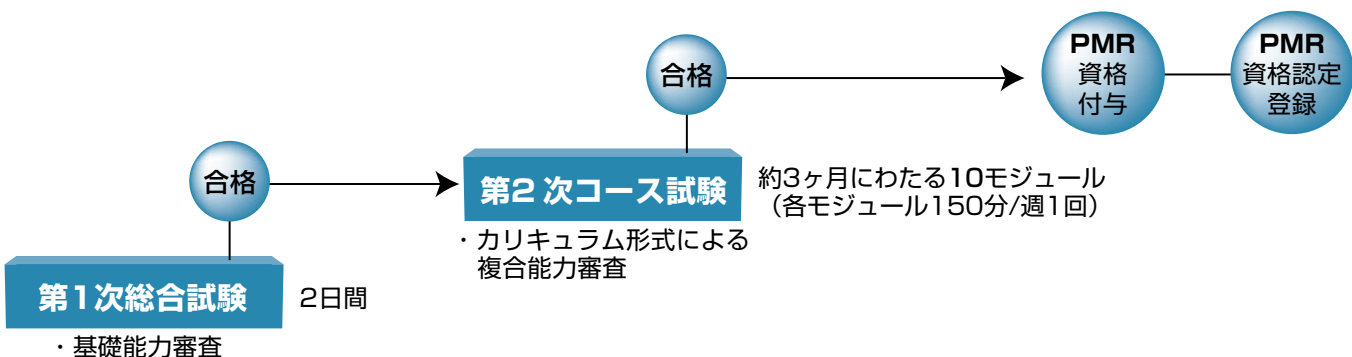 第1次総合試験
2日間
・基礎能力審査
合格
第2 次コース試験
約3ヶ月にわたる10モジュール
（各モジュール150分/週1回）
・カリキュラム形式による
複合能力審査
合格
PMR
資格
付与
PMR
資格認定
登録